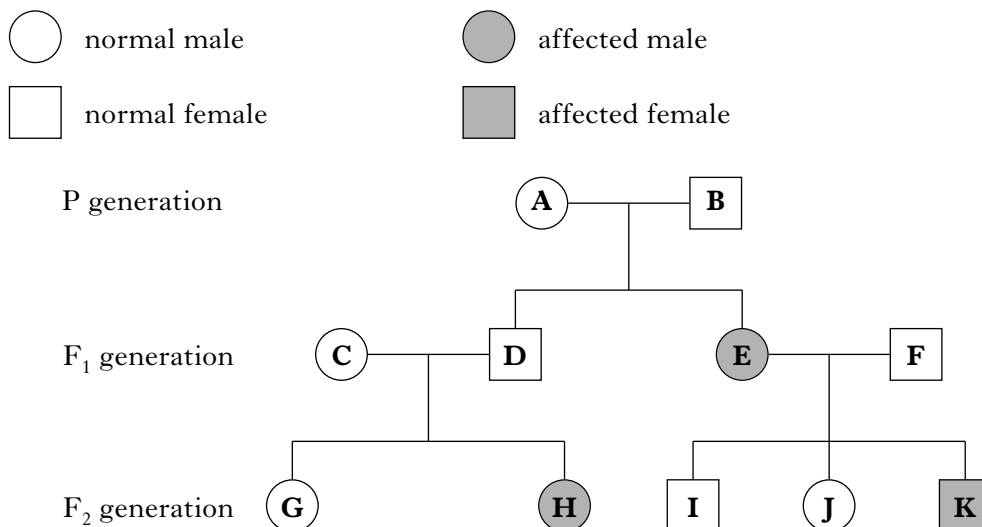 normal male affected male
normal female affected female
P generation A B
F₁ generation C D E F
F₂ generation G H I J K